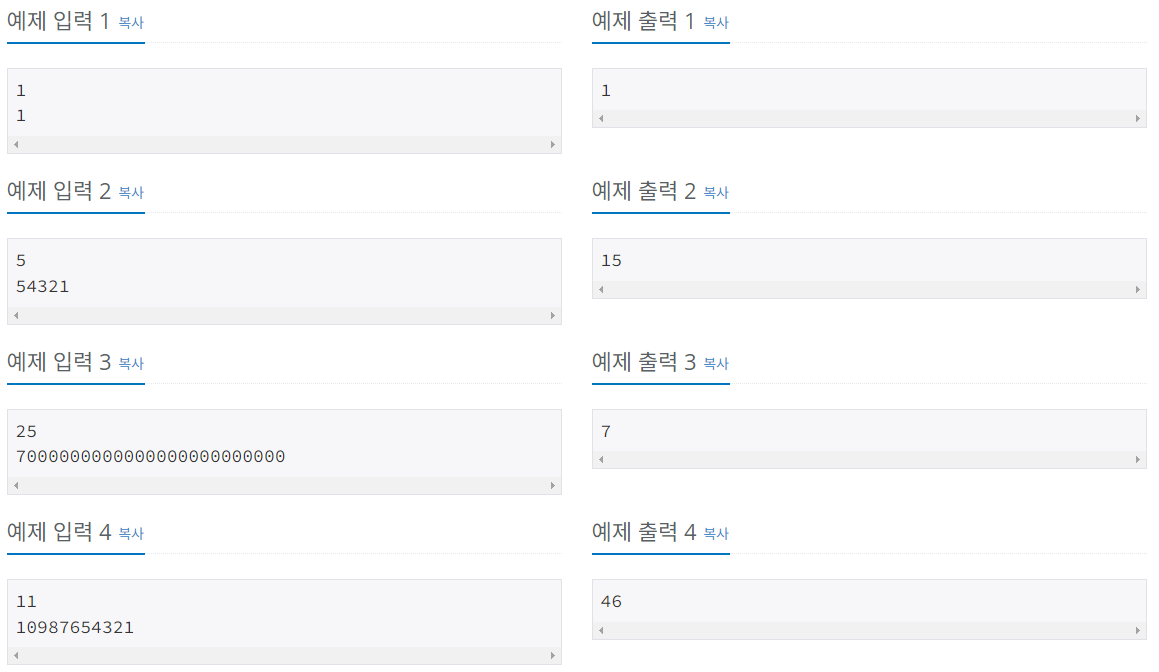 예제 입력 1 복사
1
1
예제 출력 1 복사
1
예제 입력 2 복사
5
54321
예제 출력 2 복사
15
예제 입력 3 복사
25
7000000000000000000000000
예제 출력 3 복사
7
예제 입력 4 복사
11
10987654321
예제 출력 4 복사
46